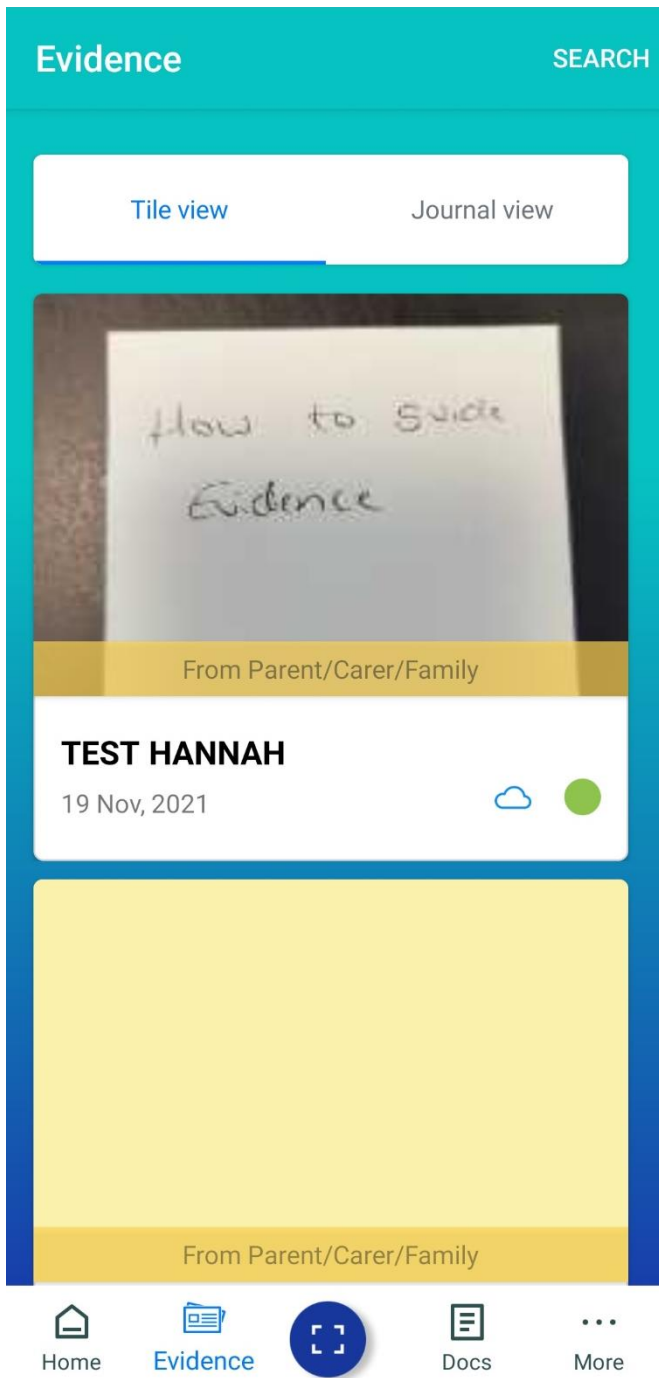 Evidence
SEARCH
Tile view
Journal view
How to guide
Evidence
From Parent/Carer/Family
TEST HANNAH
19 Nov, 2021
From Parent/Carer/Family
Home
Evidence
Docs
More